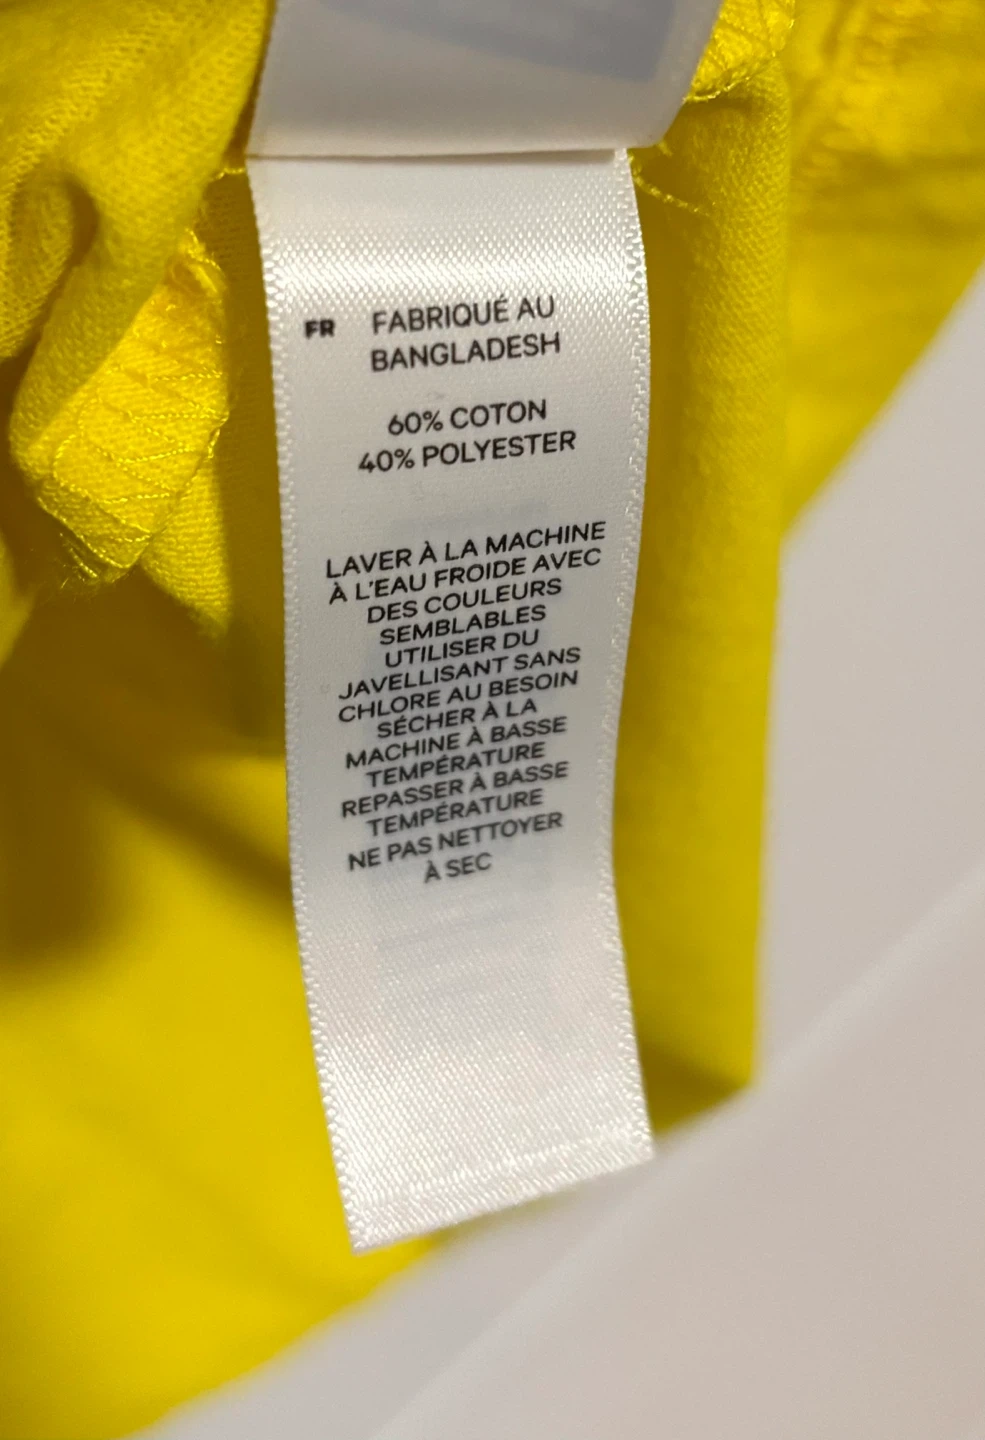 FR FABRIQUÉ AU
BANGLADESH
60% COTON
40% POLYESTER
LAVER À LA MACHINE
À L'EAU FROIDE AVEC
DES COULEURS
SEMBLABLES
UTILISER DU
JAVELLISANT SANS
CHLORE AU BESOIN
SÉCHER À LA
MACHINE À BASSE
TEMPÉRATURE
REPASSER À BASSE
TEMPÉRATURE
NE PAS NETTOYER
À SEC